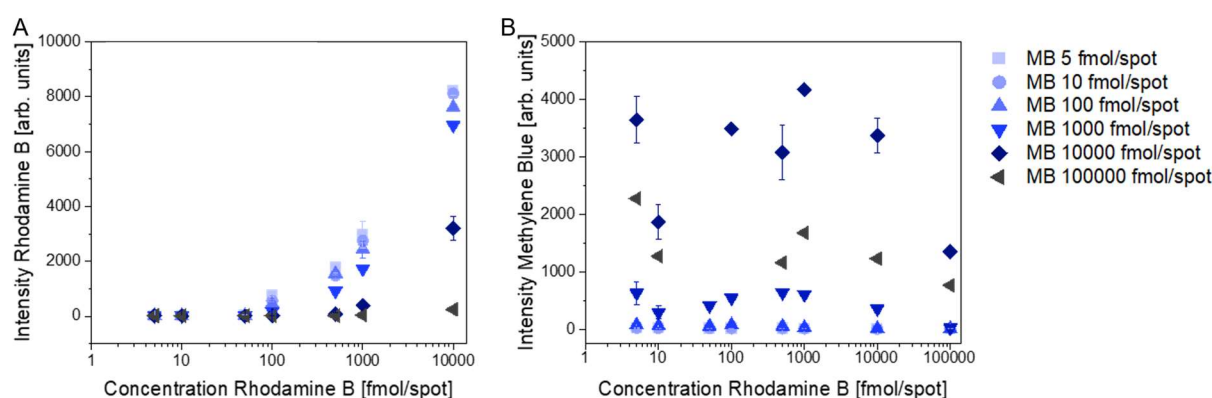 A
Intensity Rhodamine B [arb. units]
10000
8000
6000
4000
2000
0
1
10
100
1000
10000
Concentration Rhodamine B [fmol/spot]
B
Intensity Methylene Blue [arb. units]
5000
4000
3000
2000
1000
0
1
10
100
1000
10000
100000
Concentration Rhodamine B [fmol/spot]
MB 5 fmol/spot
MB 10 fmol/spot
MB 100 fmol/spot
MB 1000 fmol/spot
MB 10000 fmol/spot
MB 100000 fmol/spot